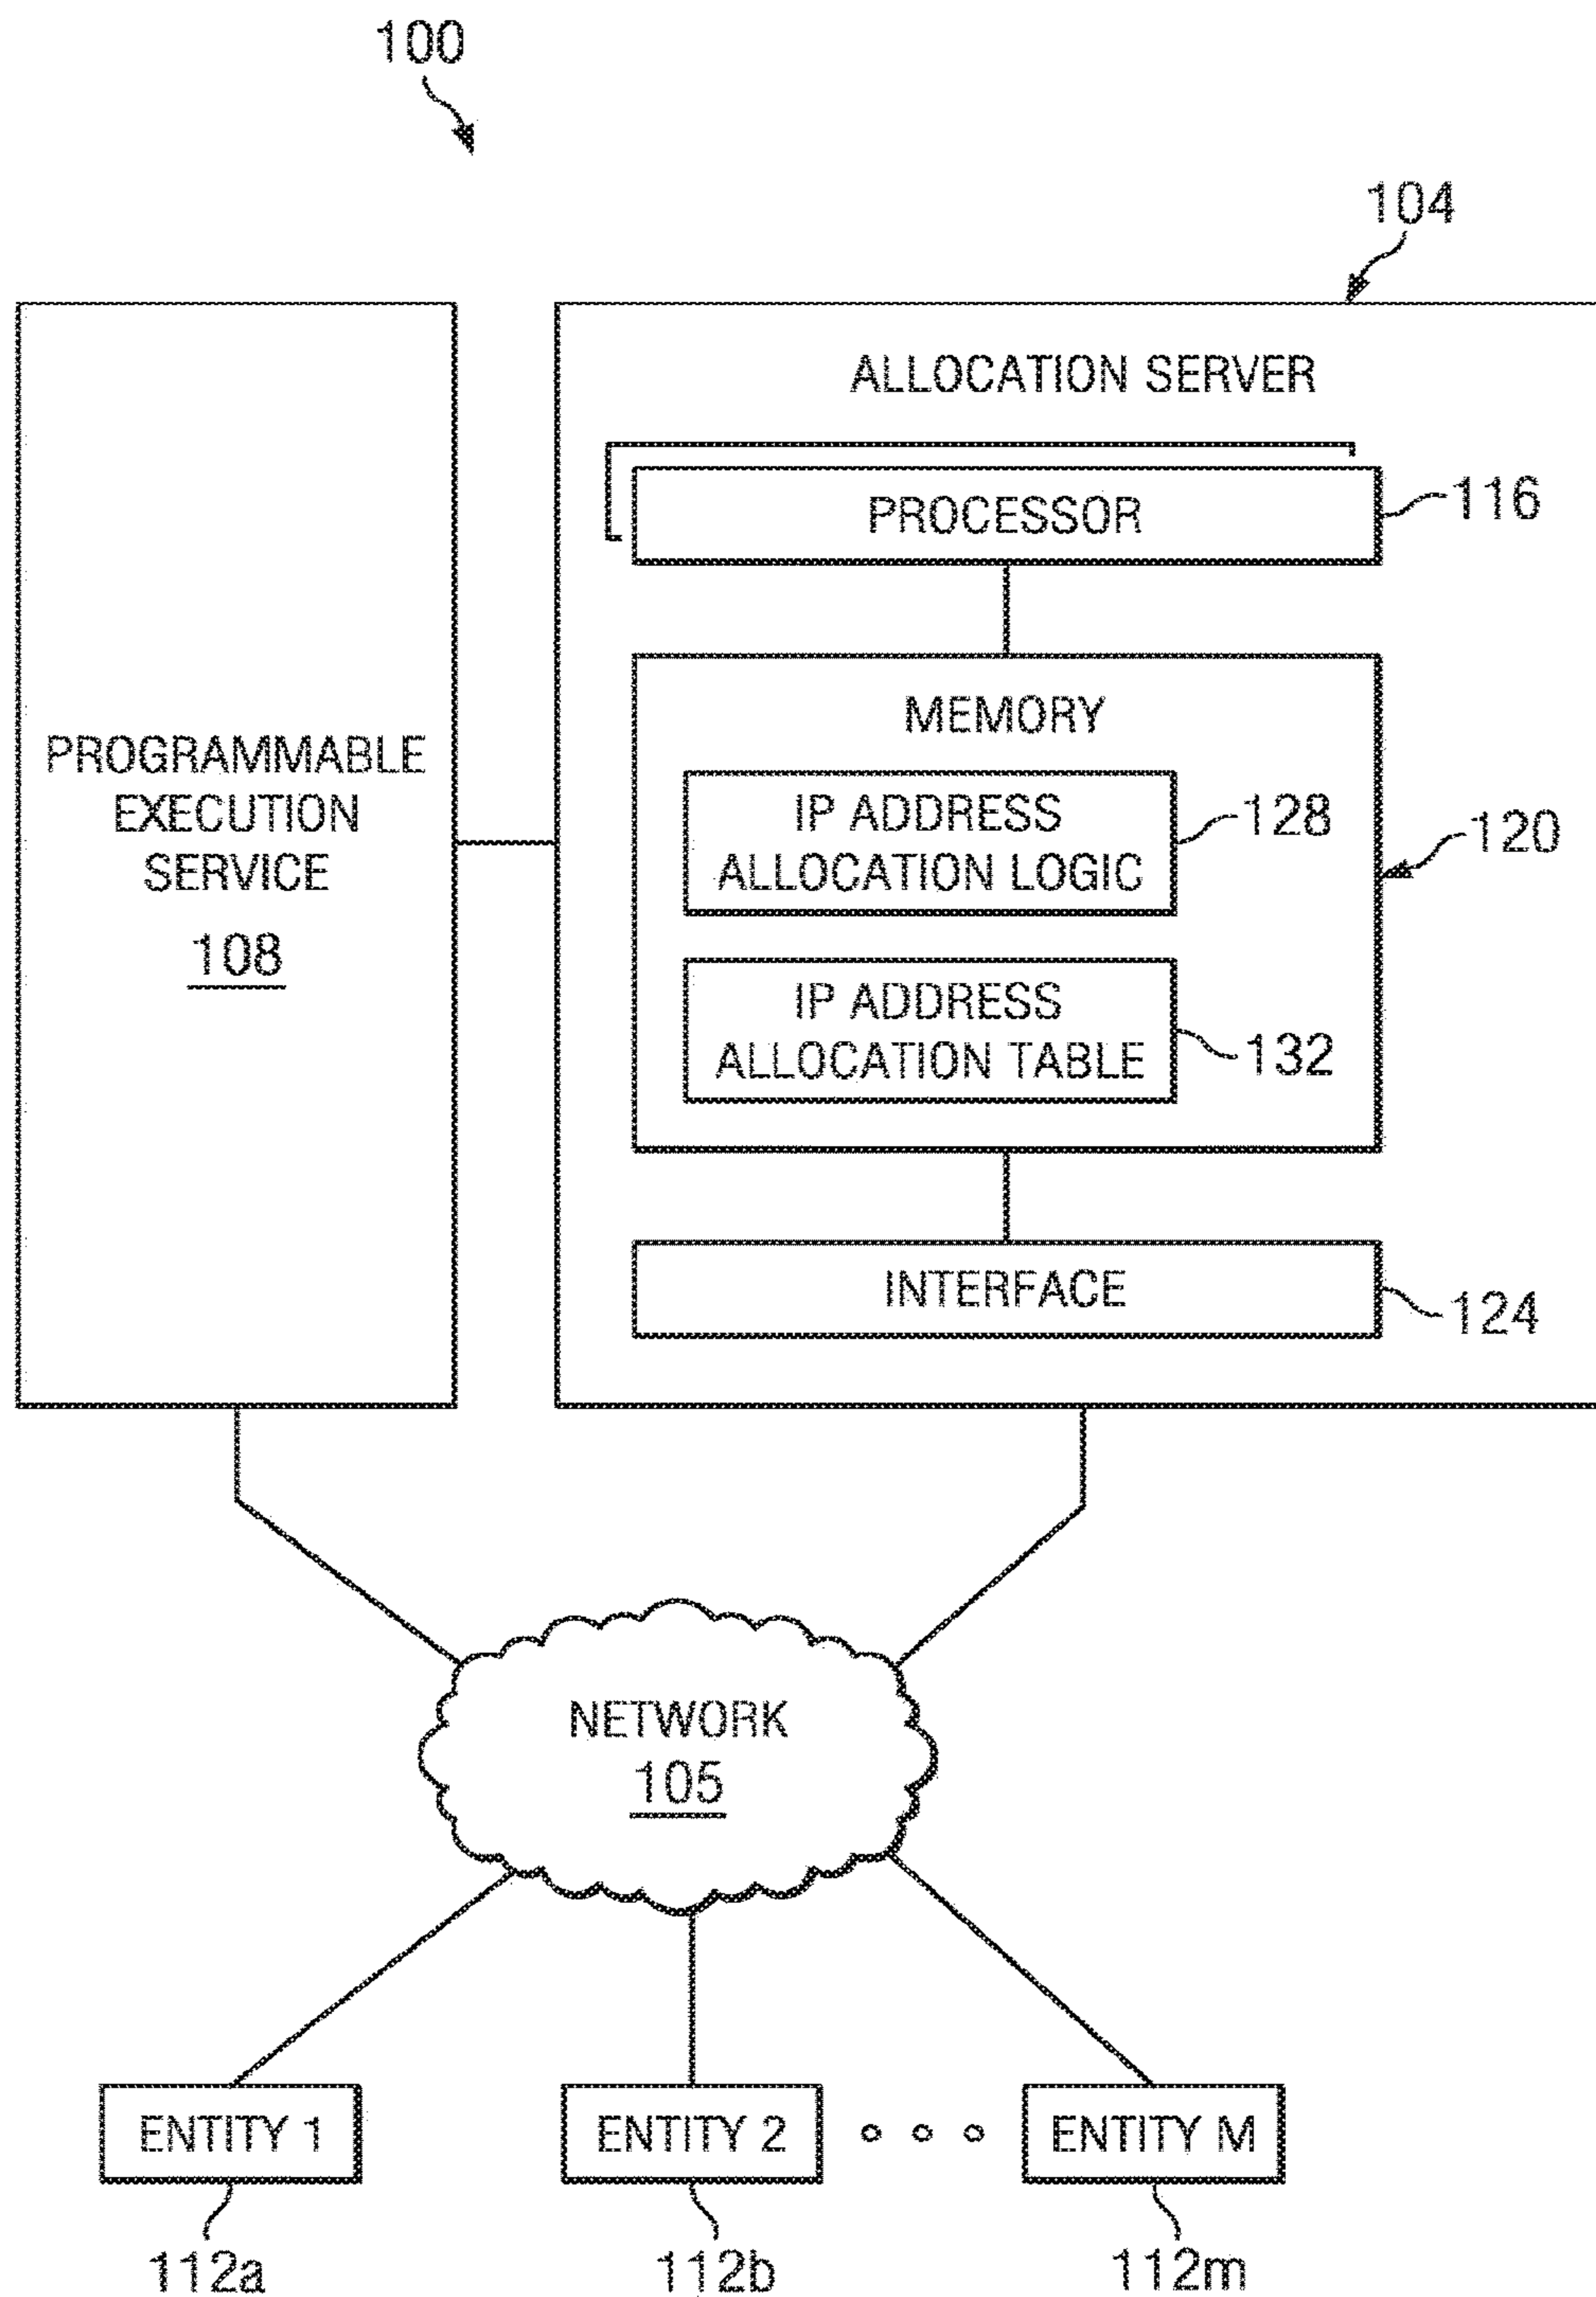 100
104
ALLOCATION SERVER
PROCESSOR
116
MEMORY
IP ADDRESS
ALLOCATION LOGIC
128
120
IP ADDRESS
ALLOCATION TABLE
132
INTERFACE
124
PROGRAMMABLE
EXECUTION
SERVICE
108
NETWORK
105
ENTITY 1
ENTITY 2
ENTITY M
112a
112b
112m